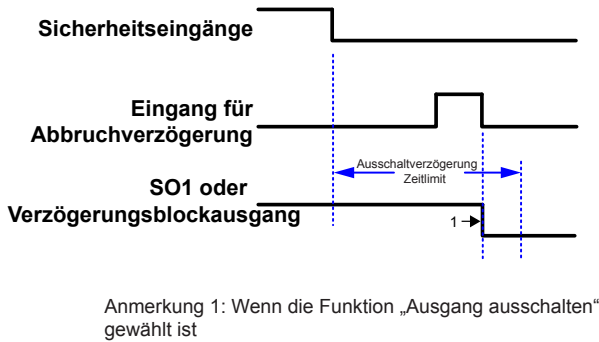 Sicherheitseingänge
Eingang für
Abbruchverzögerung
Ausschaltverzögerung
Zeitlimit
SO1 oder
Verzögerungsblockausgang
1
Anmerkung 1: Wenn die Funktion „Ausgang ausschalten“
gewählt ist